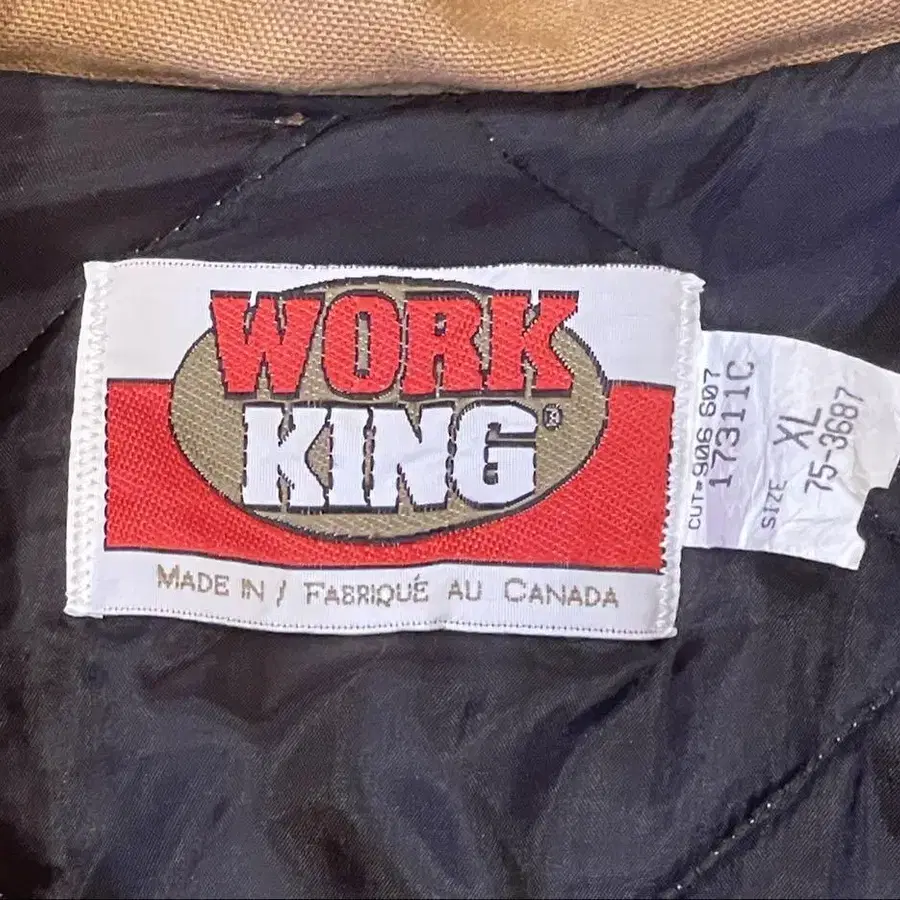 WORK
KING®
MADE IN / FABRIQUÉ AU CANADA
CUT-906 607
17311C
SIZE XL
75-3687